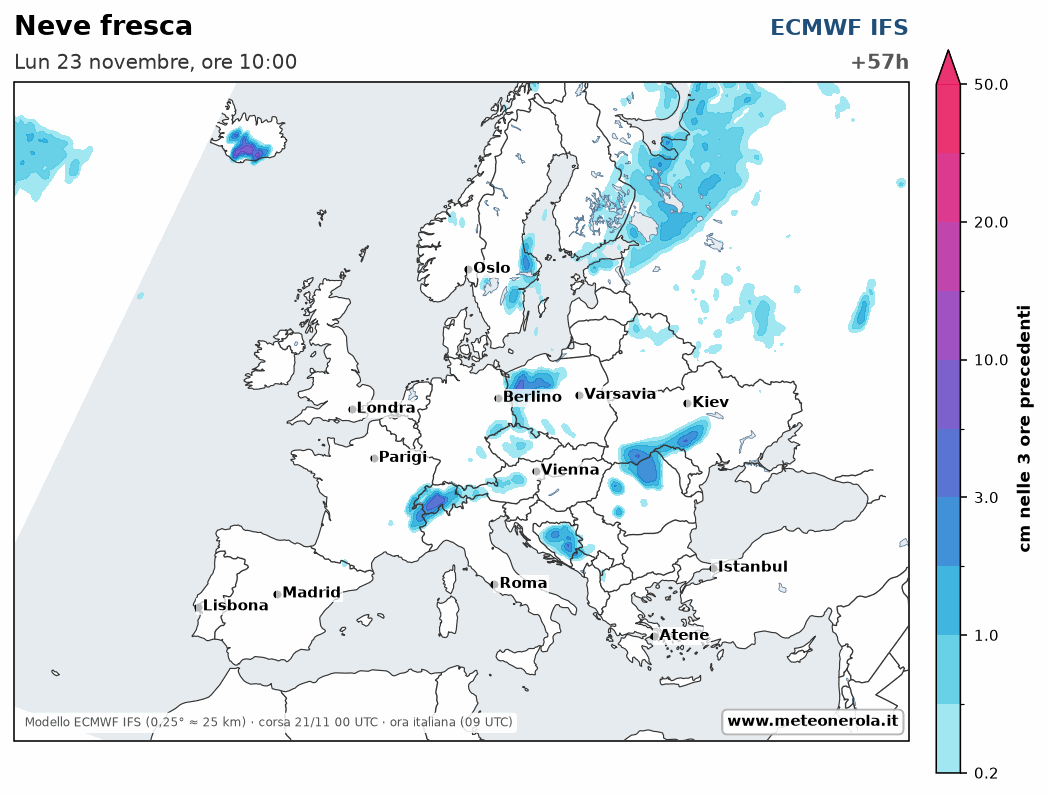 Neve fresca
ECMWF IFS
Lun 23 novembre, ore 10:00
+57h
50.0
20.0
10.0
3.0
1.0
0.2
cm nelle 3 ore precedenti
Oslo
Berlino
Varsavia
Kiev
Londra
Parigi
Vienna
Istanbul
Roma
Madrid
Lisbona
Atene
Modello ECMWF IFS (0,25° ≈ 25 km) · corsa 21/11 00 UTC · ora italiana (09 UTC)
www.meteonerola.it